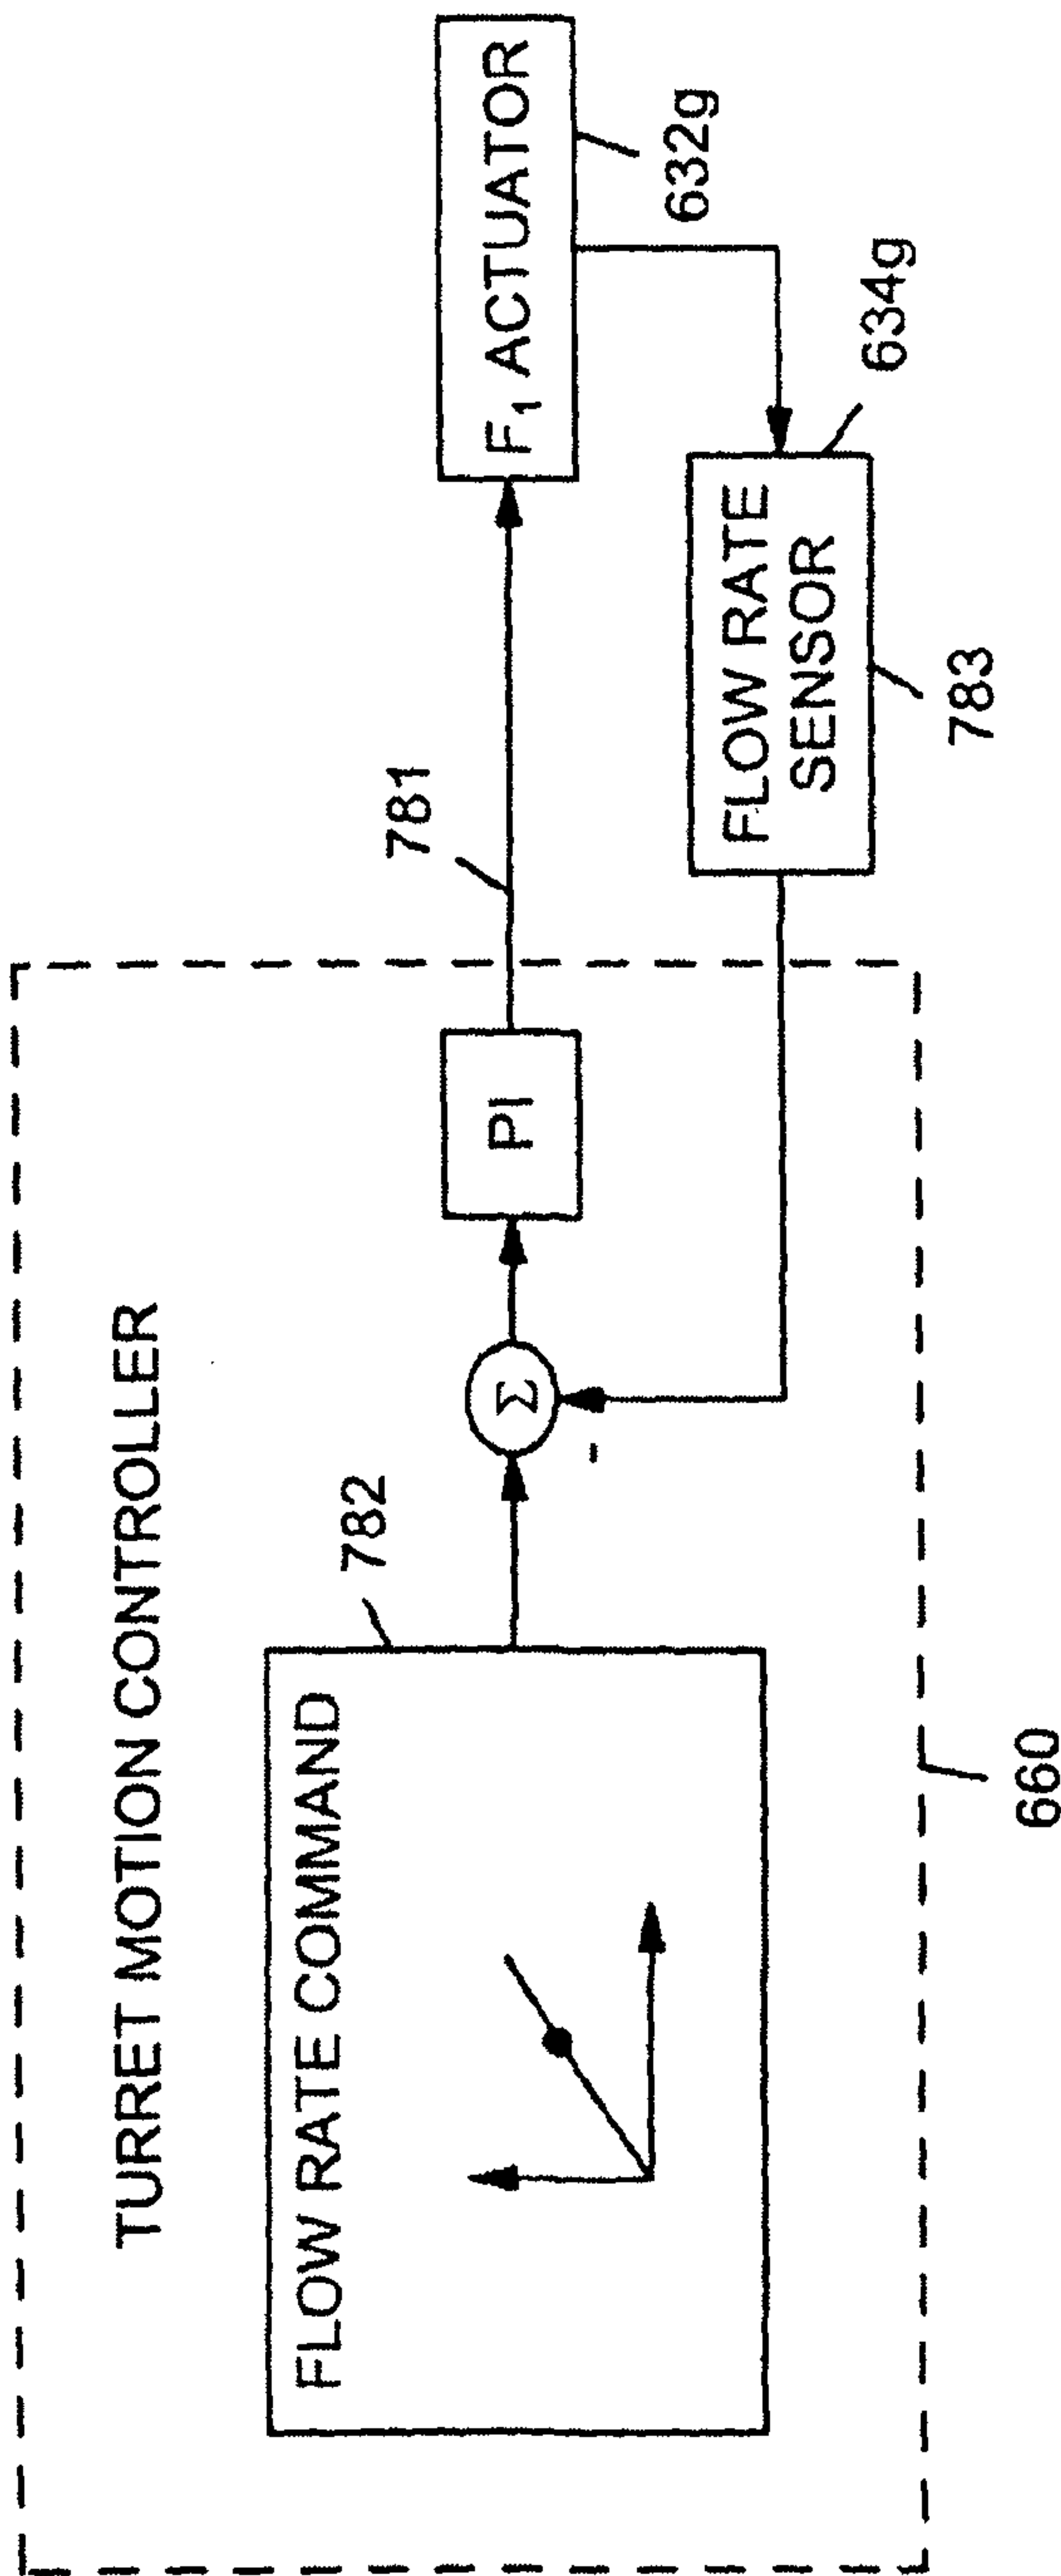 TURRET MOTION CONTROLLER
FLOW RATE COMMAND
782
Σ
-
PI
781
F₁ ACTUATOR
632g
634g
FLOW RATE
SENSOR
783
660